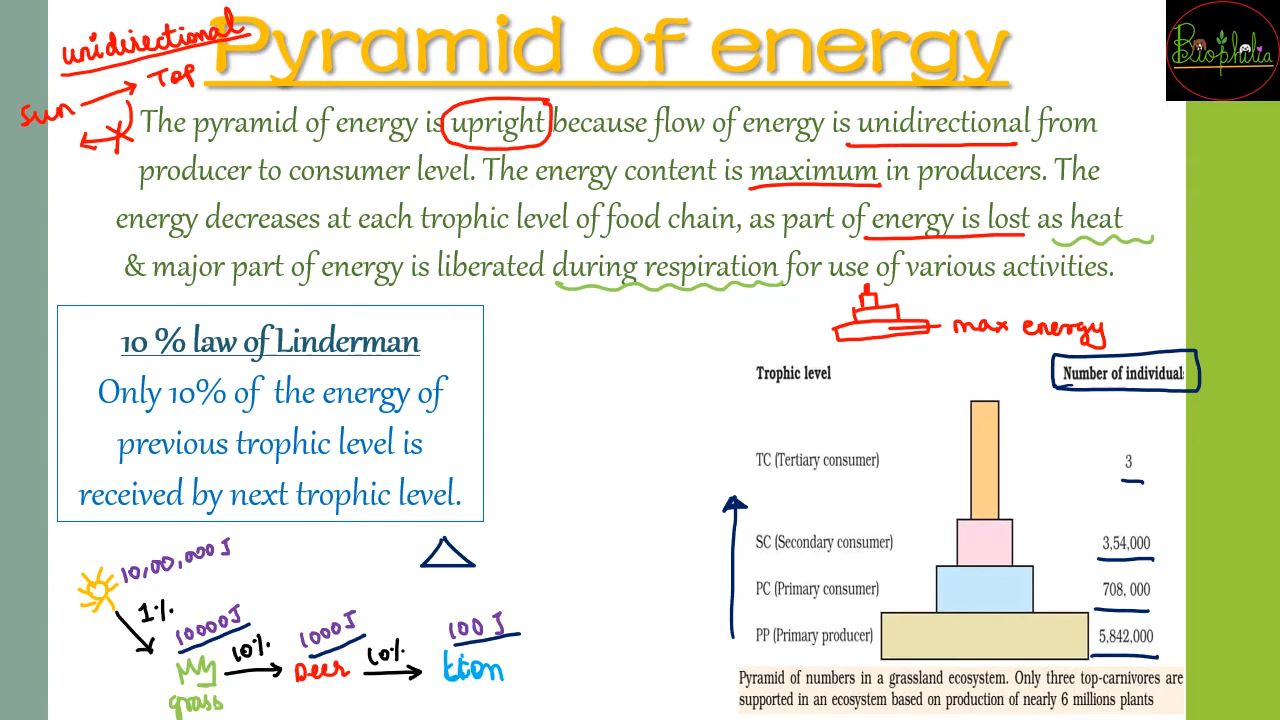 unidirectional
Pyramid of energy
Biophilia
Sun
Top
The pyramid of energy is upright because flow of energy is unidirectional from
producer to consumer level. The energy content is maximum in producers. The
energy decreases at each trophic level of food chain, as part of energy is lost as heat
& major part of energy is liberated during respiration for use of various activities.
10 % law of Linderman
Only 10% of the energy of
previous trophic level is
received by next trophic level.
10,00,000 J
1%
10000J
10%
1000J
10%
100 J
grass
Deer
max energy
Trophic level
Number of individuals
TC (Tertiary consumer)
3
SC (Secondary consumer)
3,54,000
PC (Primary consumer)
708, 000
PP (Primary producer)
5,842,000
Pyramid of numbers in a grassland ecosystem. Only three top-carnivores are
supported in an ecosystem based on production of nearly 6 millions plants